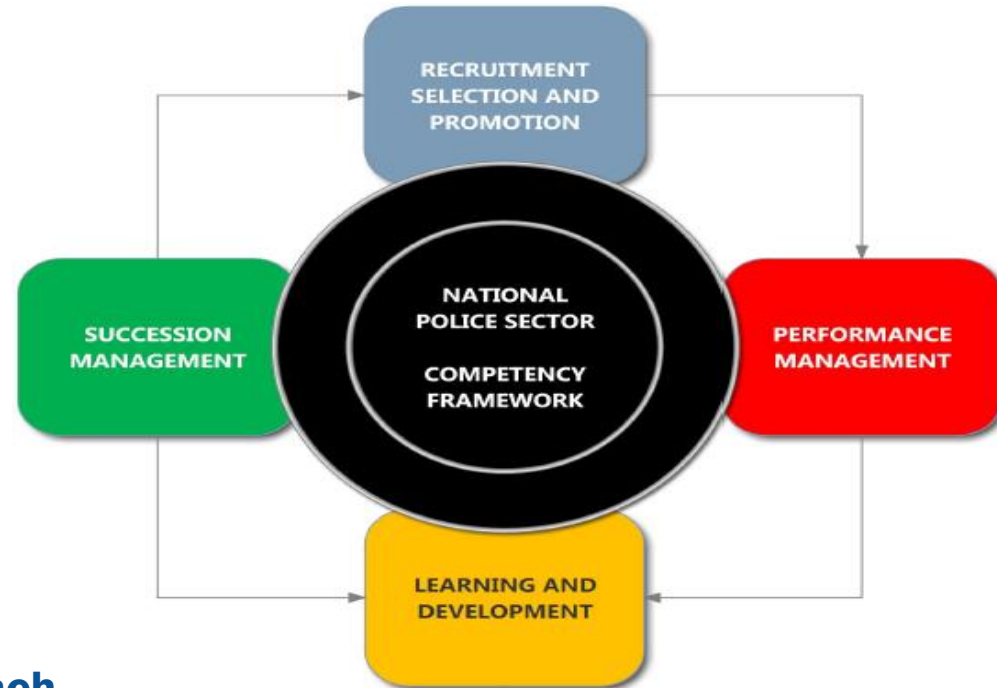 RECRUITMENT
SELECTION AND
PROMOTION
SUCCESSION
MANAGEMENT
NATIONAL
POLICE SECTOR
COMPETENCY
FRAMEWORK
PERFORMANCE
MANAGEMENT
LEARNING AND
DEVELOPMENT